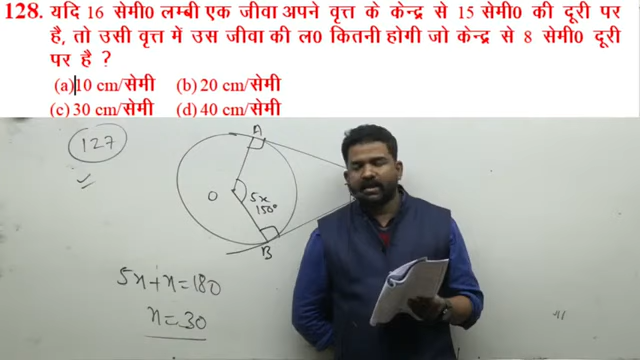 128. यदि 16 सेमी0 लम्बी एक जीवा अपने वृत्त के केन्द्र से 15 सेमी0 की दूरी पर
है, तो उसी वृत्त में उस जीवा की ल0 कितनी होगी जो केन्द्र से 8 सेमी0 दूरी
पर है ?
(a) 10 cm/सेमी (b) 20 cm/सेमी
(c) 30 cm/सेमी (d) 40 cm/सेमी
127
A
O
5x
150°
B
5x+x=180
x=30